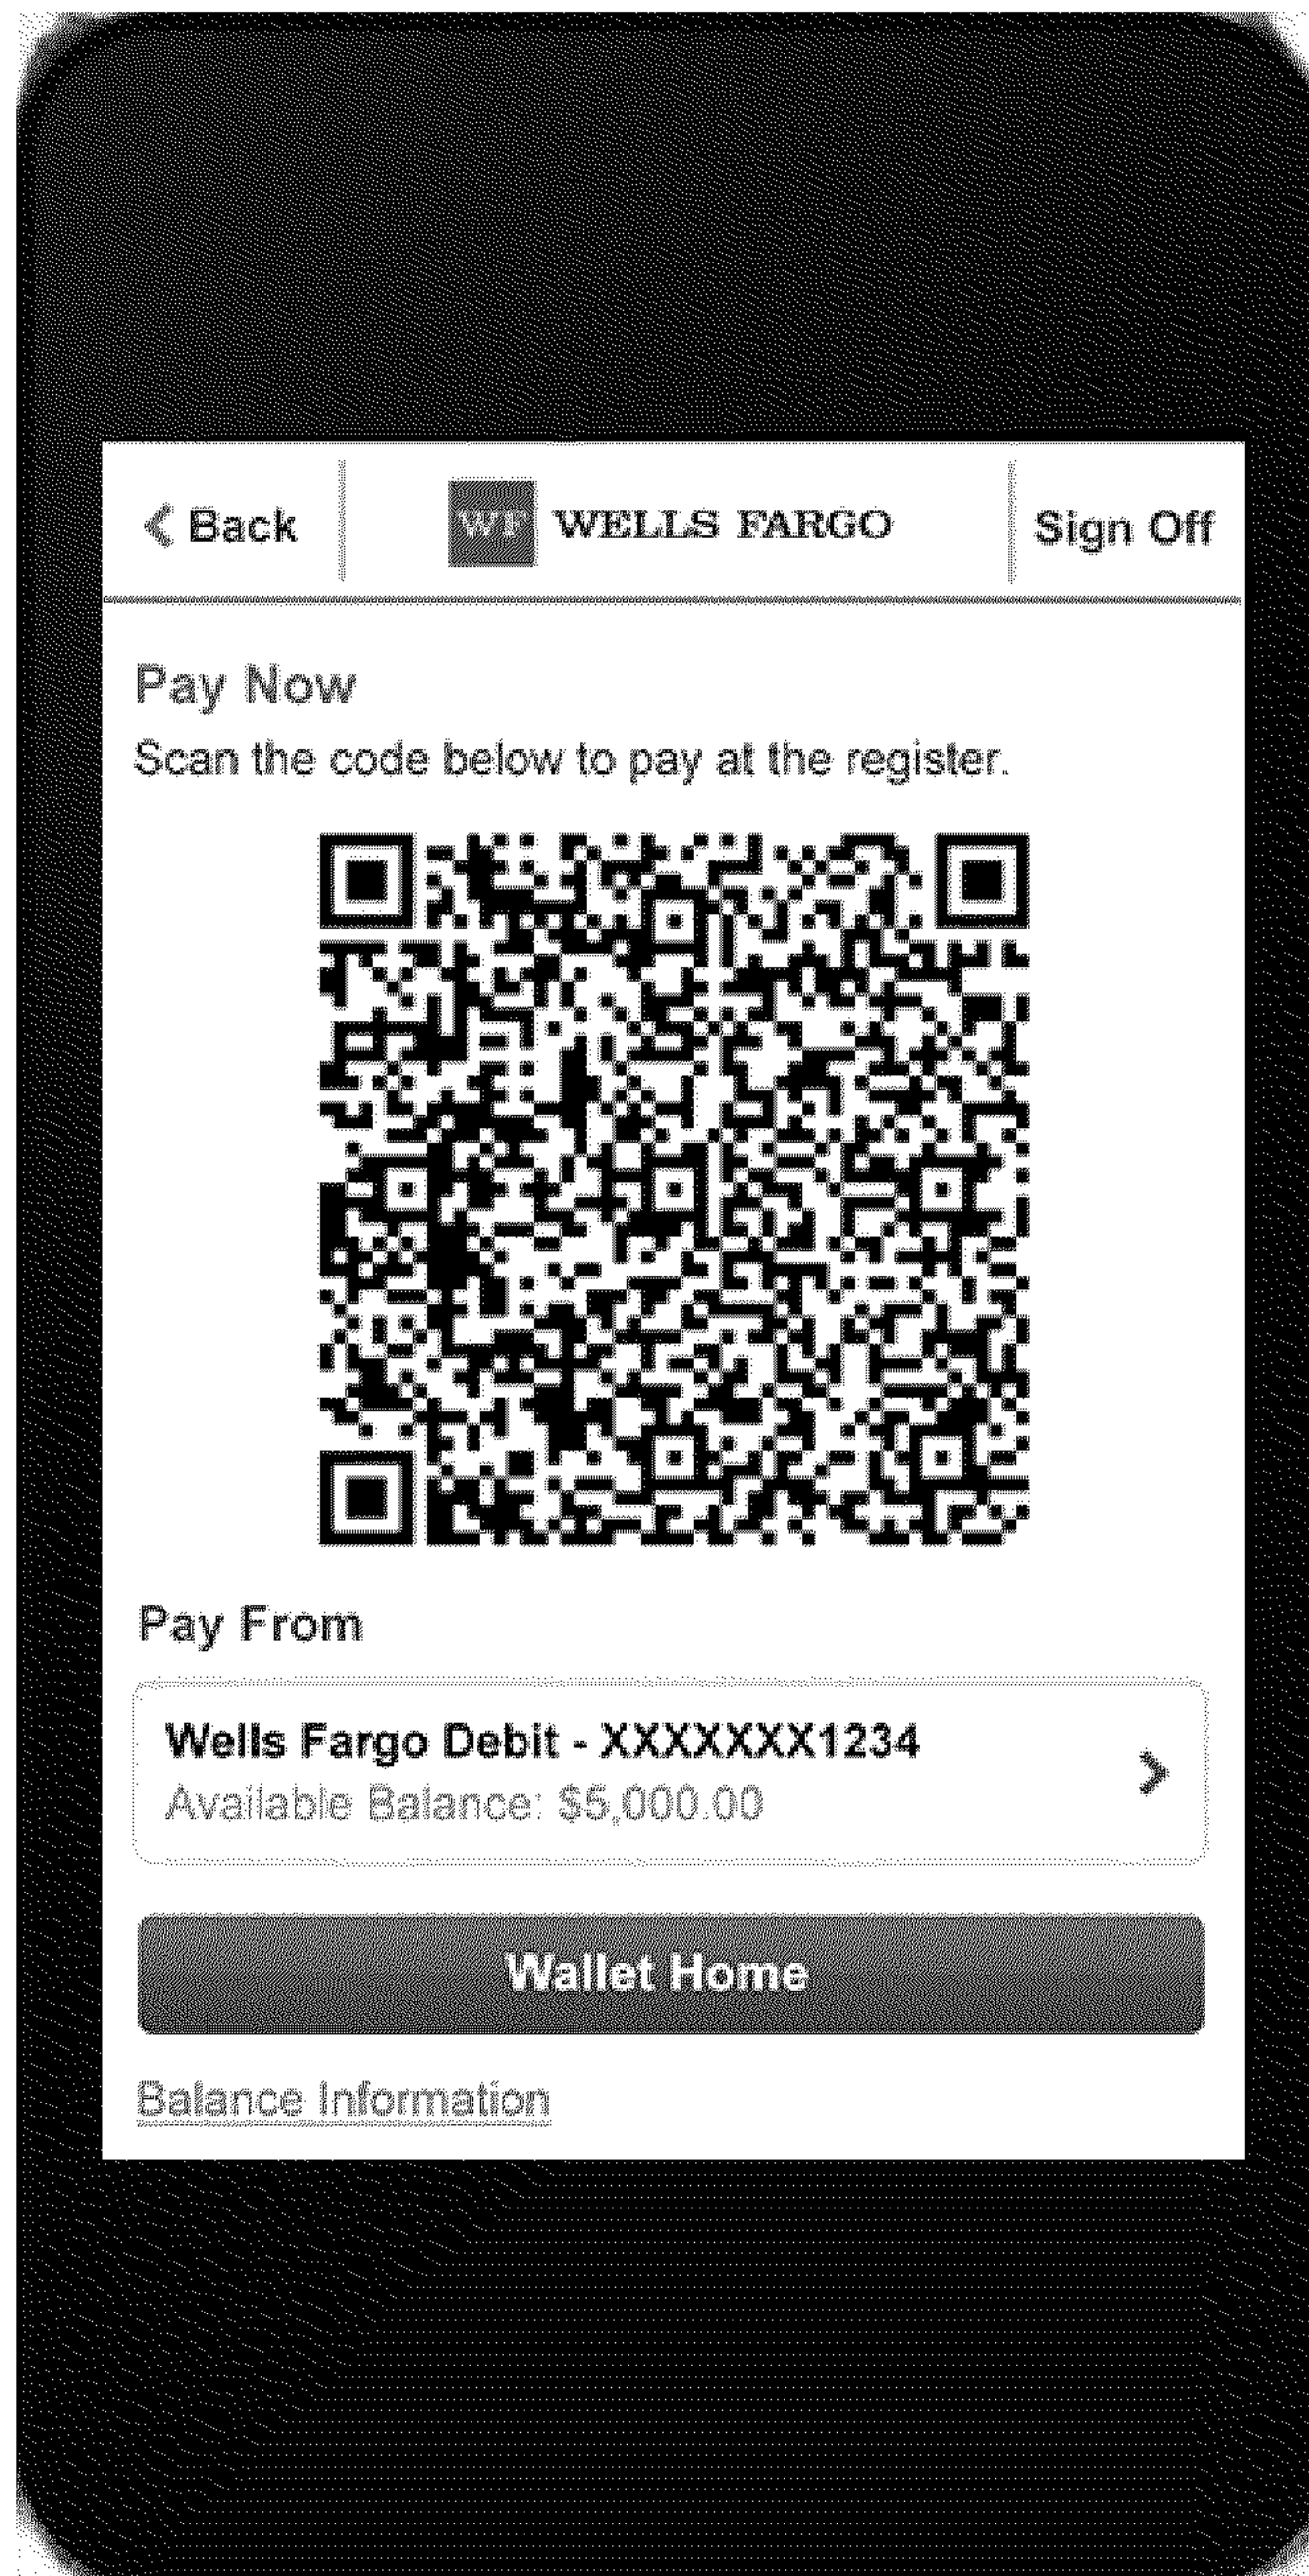 Back
WF WELLS FARGO
Sign Off
Pay Now
Scan the code below to pay at the register.
Pay From
Wells Fargo Debit - XXXXXXX1234
Available Balance: $5,000.00
Wallet Home
Balance Information